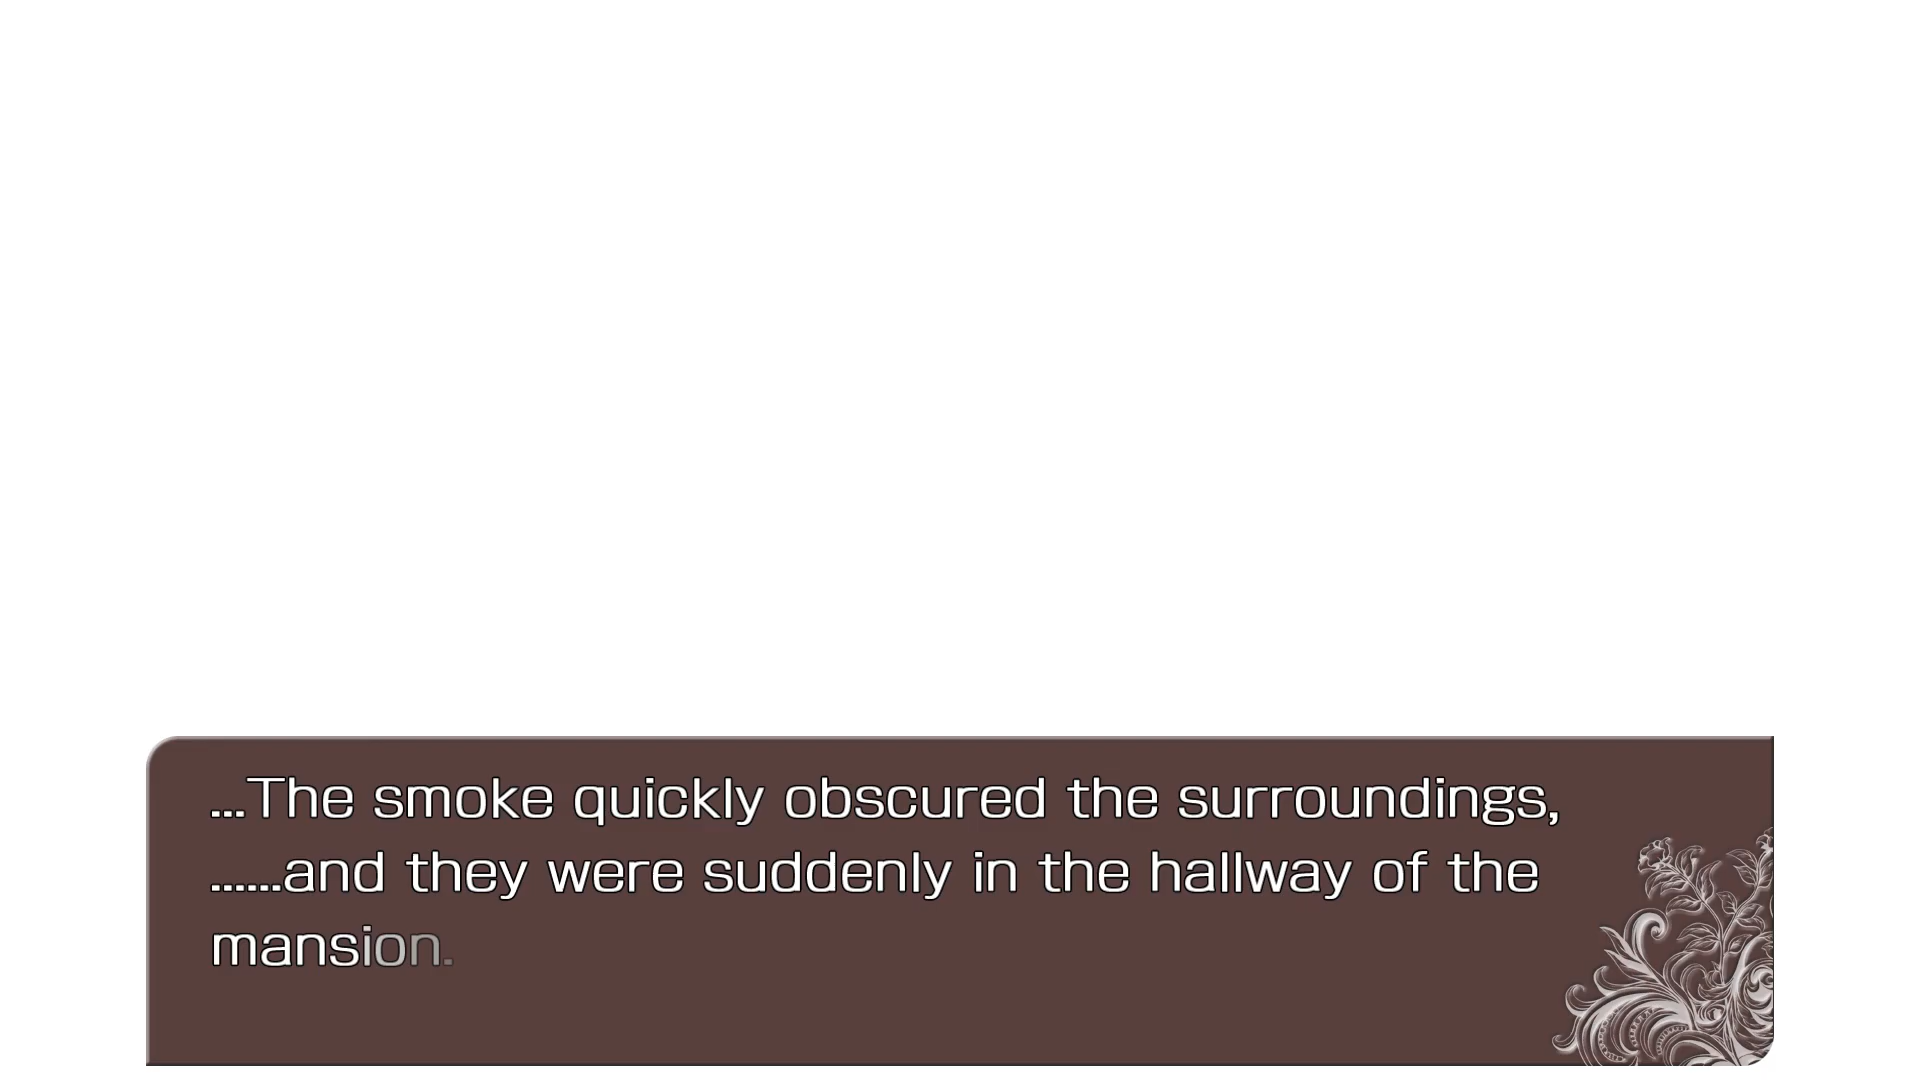 ...The smoke quickly obscured the surroundings,
......and they were suddenly in the hallway of the
mansion.